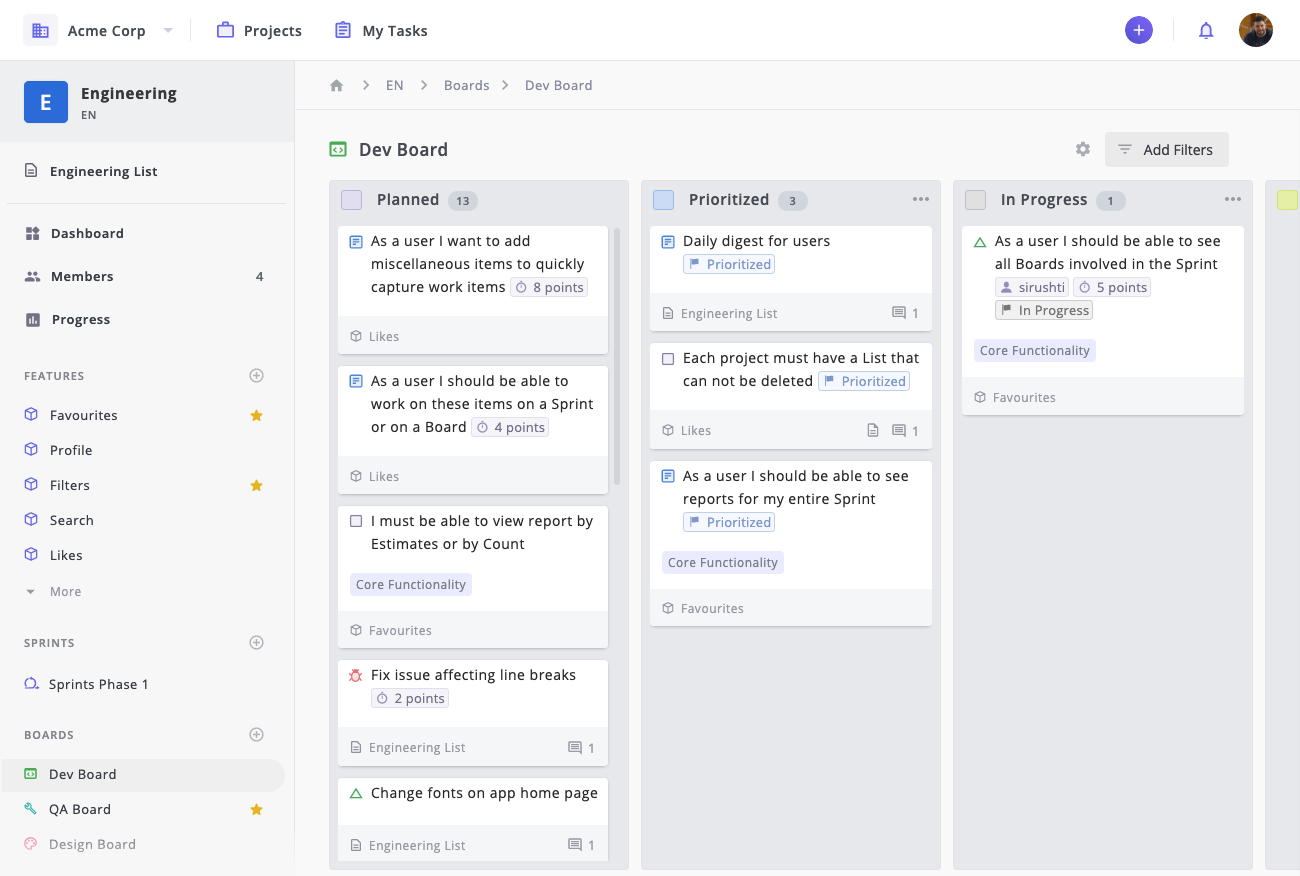 Acme Corp
Projects
My Tasks
E
Engineering
EN
Engineering List
Dashboard
Members 4
Progress
FEATURES
Favourites
Profile
Filters
Search
Likes
More
SPRINTS
Sprints Phase 1
BOARDS
Dev Board
QA Board
Design Board
EN
Boards
Dev Board
Dev Board
Add Filters
Planned 13
As a user I want to add
miscellaneous items to quickly
capture work items 8 points
Likes
As a user I should be able to
work on these items on a Sprint
or on a Board 4 points
Likes
I must be able to view report by
Estimates or by Count
Core Functionality
Favourites
Fix issue affecting line breaks
2 points
Engineering List 1
Change fonts on app home page
Engineering List 1
Prioritized 3
Daily digest for users
Prioritized
Engineering List 1
Each project must have a List that
can not be deleted Prioritized
Likes 1
As a user I should be able to see
reports for my entire Sprint
Prioritized
Core Functionality
Favourites
In Progress 1
As a user I should be able to see
all Boards involved in the Sprint
sirushti 5 points
In Progress
Core Functionality
Favourites